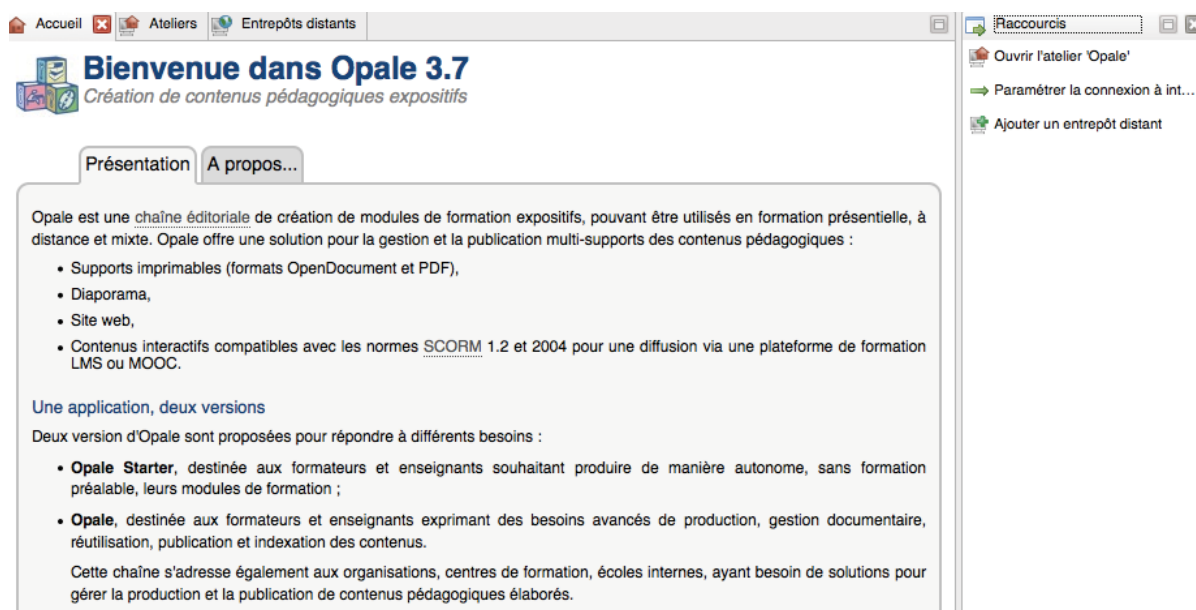 Accueil Ateliers Entrepôts distants
Bienvenue dans Opale 3.7
Création de contenus pédagogiques expositifs
Présentation A propos...
Opale est une chaîne éditoriale de création de modules de formation expositifs, pouvant être utilisés en formation présentielle, à
distance et mixte. Opale offre une solution pour la gestion et la publication multi-supports des contenus pédagogiques :
• Supports imprimables (formats OpenDocument et PDF),
• Diaporama,
• Site web,
• Contenus interactifs compatibles avec les normes SCORM 1.2 et 2004 pour une diffusion via une plateforme de formation
LMS ou MOOC.
Une application, deux versions
Deux version d'Opale sont proposées pour répondre à différents besoins :
• Opale Starter, destinée aux formateurs et enseignants souhaitant produire de manière autonome, sans formation
préalable, leurs modules de formation ;
• Opale, destinée aux formateurs et enseignants exprimant des besoins avancés de production, gestion documentaire,
réutilisation, publication et indexation des contenus.
Cette chaîne s'adresse également aux organisations, centres de formation, écoles internes, ayant besoin de solutions pour
gérer la production et la publication de contenus pédagogiques élaborés.
Raccourcis
Ouvrir l'atelier 'Opale'
Paramétrer la connexion à int...
Ajouter un entrepôt distant